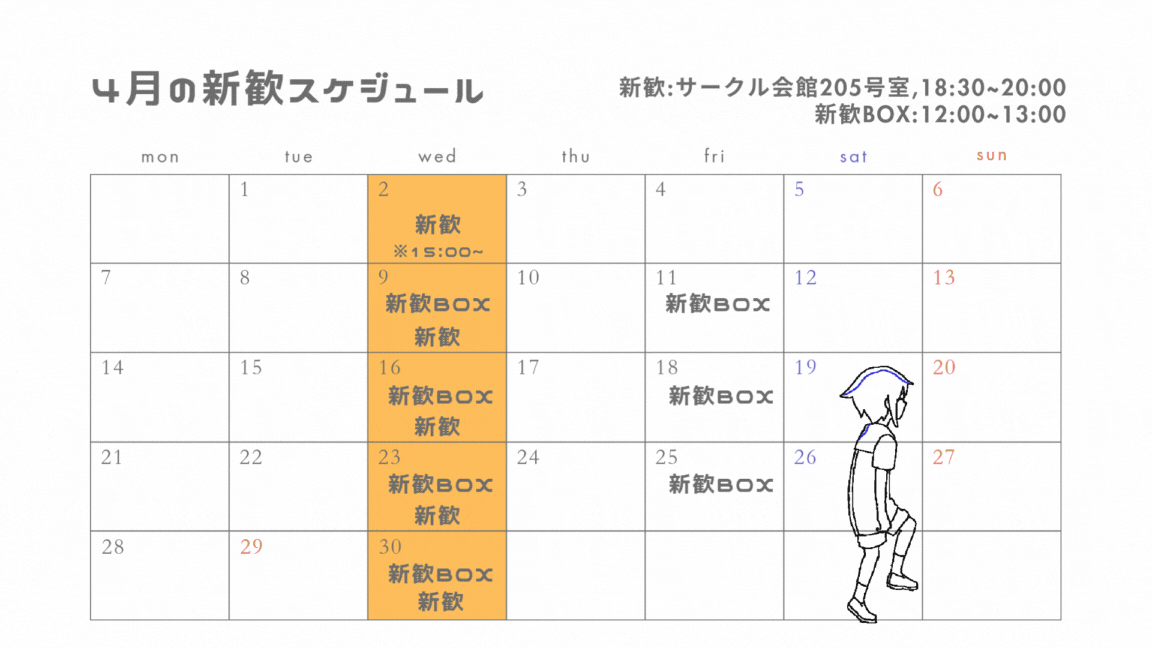 4月の新歓スケジュール
新歓:サークル会館205号室,18:30~20:00
新歓BOX:12:00~13:00
mon tue wed thu fri sat sun
1 2 3 4 5 6
新歓
※15:00~
7 8 9 10 11 12 13
新歓BOX 新歓BOX
新歓
14 15 16 17 18 19 20
新歓BOX 新歓BOX
新歓
21 22 23 24 25 26 27
新歓BOX 新歓BOX
新歓
28 29 30
新歓BOX
新歓